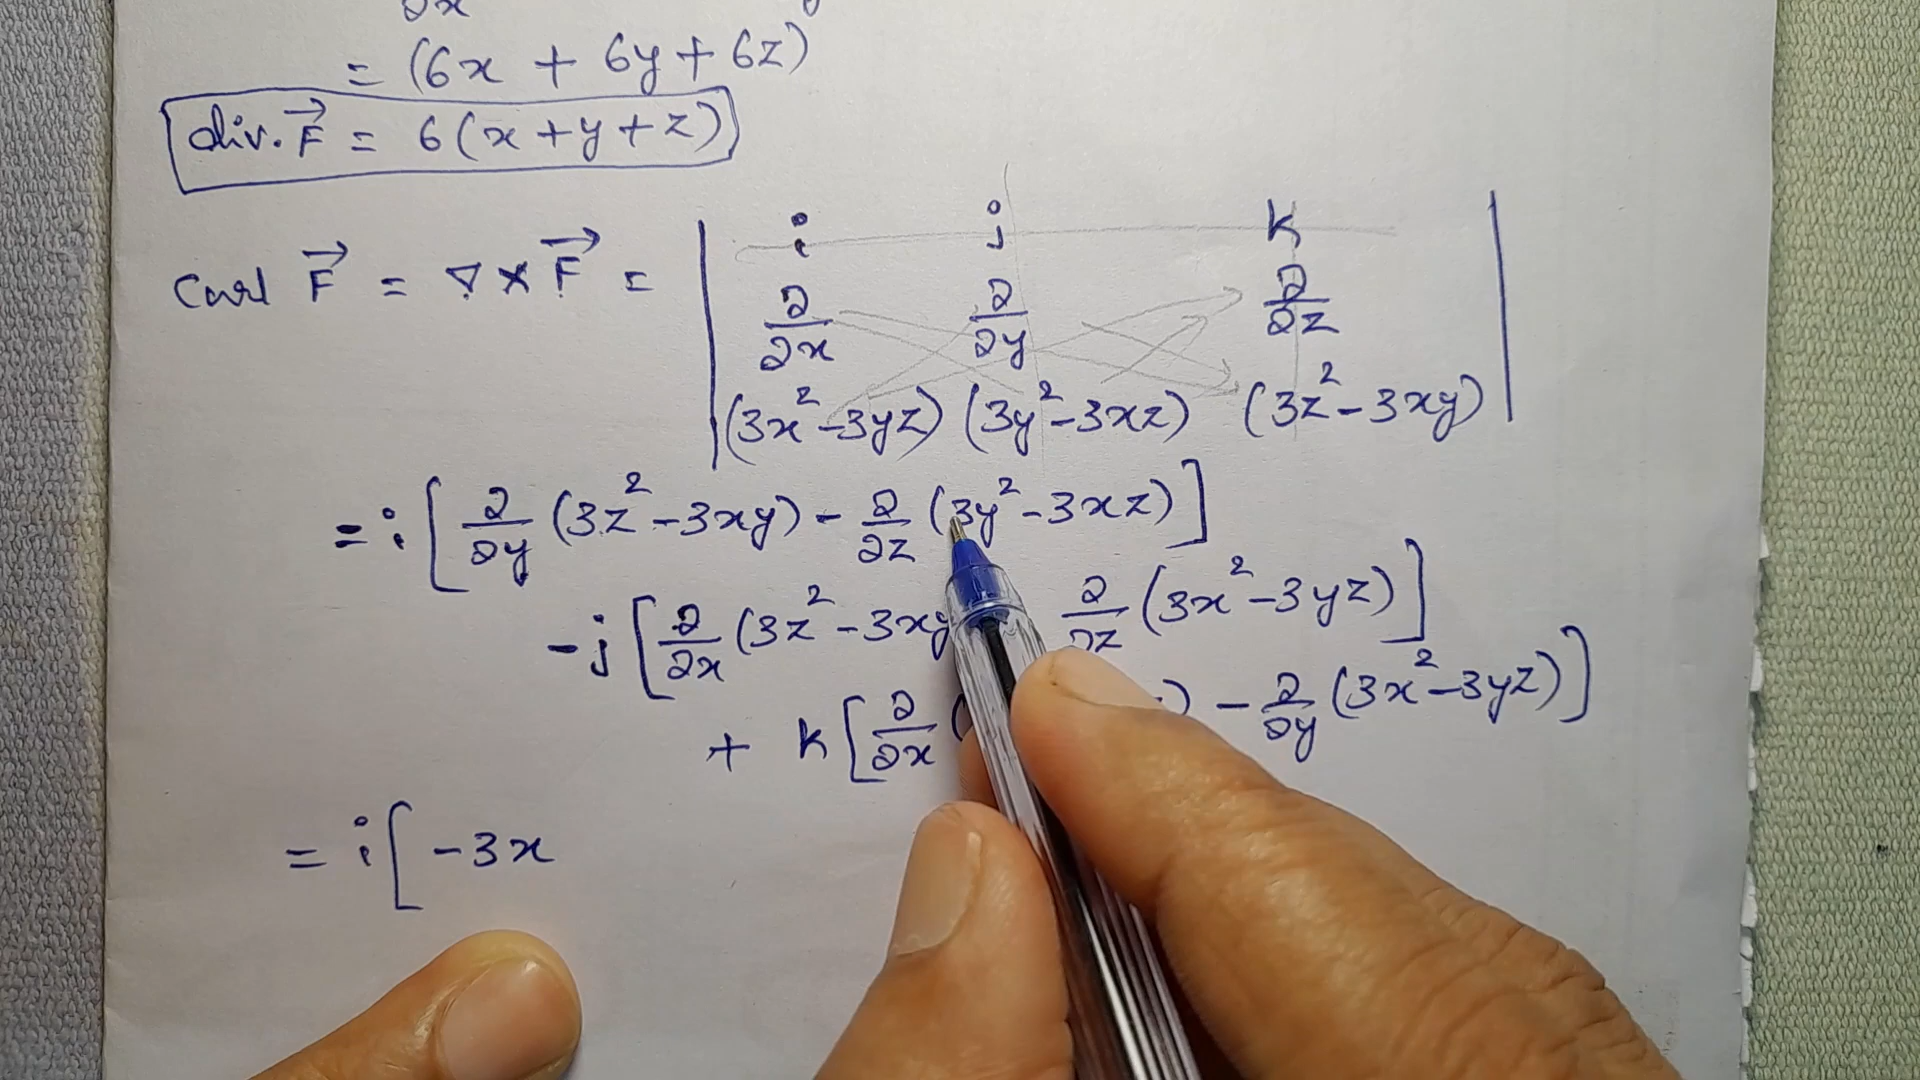 ∂x
= (6x + 6y + 6z)
div. F⃗ = 6(x+y+z)
i j k
Curl F⃗ = ∇ × F⃗ = | ∂/∂x ∂/∂y ∂/∂z |
(3x²-3yz) (3y²-3xz) (3z²-3xy)
= i [ ∂/∂y (3z²-3xy) - ∂/∂z (3y²-3xz) ]
- j [ ∂/∂x (3z²-3xy ∂/∂z (3x²-3yz) ]
+ k [ ∂/∂x ( ) - ∂/∂y (3x²-3yz) ]
= i [ -3x